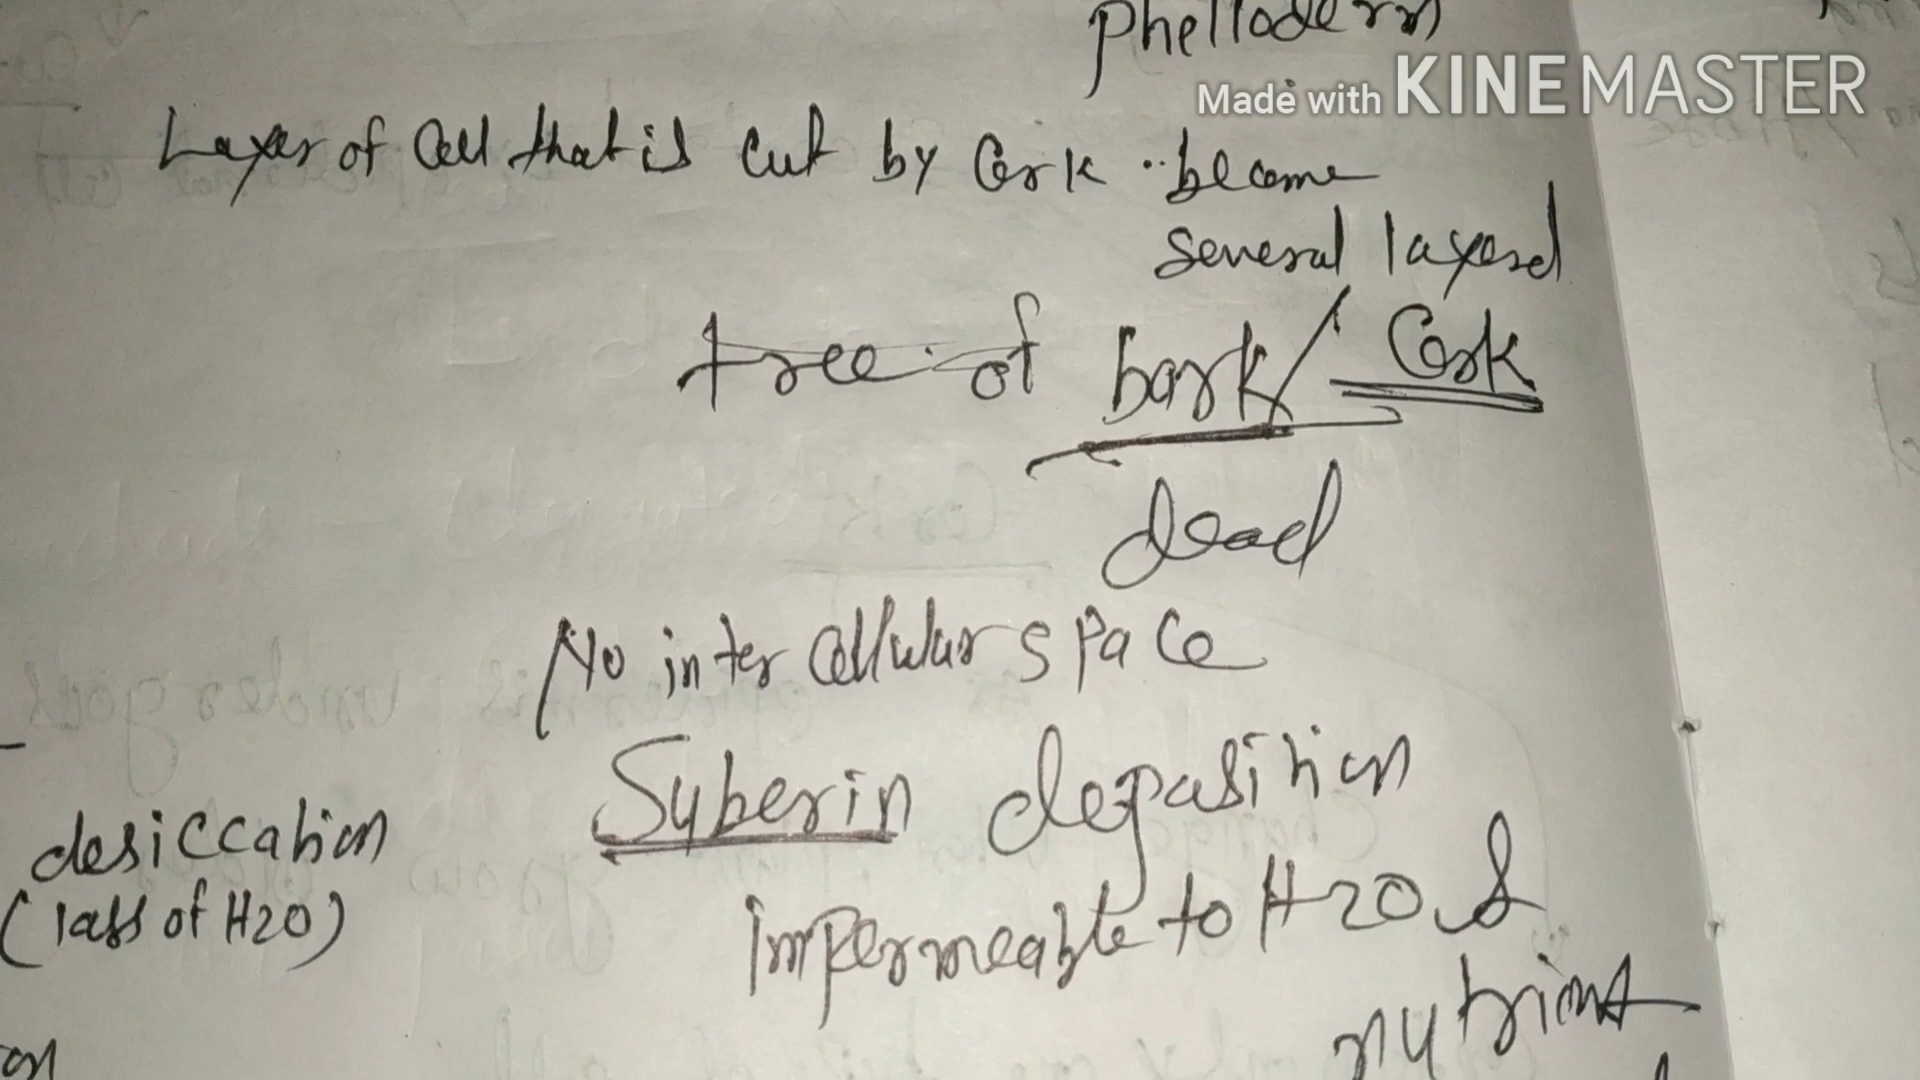 Phelloderm
Made with KINEMASTER
Layer of Cell that is cut by Cork become
several layered
tree of bark / Cork
dead
No inter cellular space
Suberin deposition
desiccation
impermeable to H2O &
(loss of H2O)
nutrient